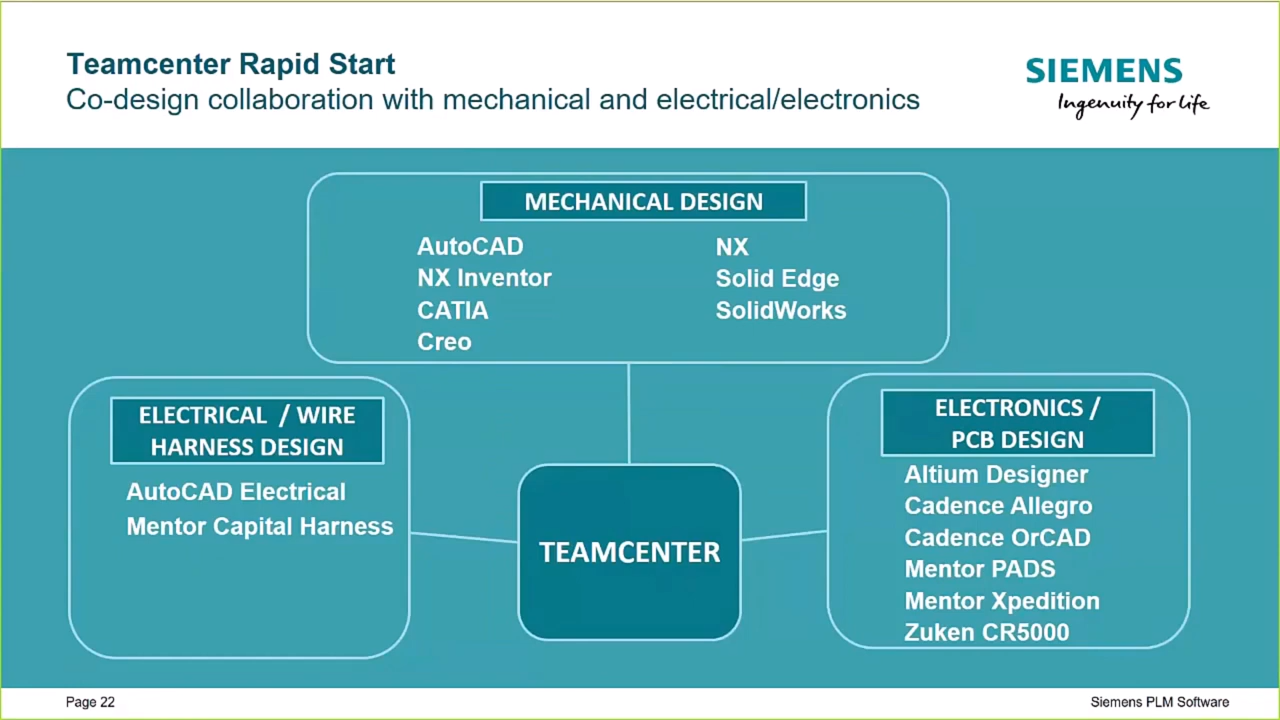 Teamcenter Rapid Start
Co-design collaboration with mechanical and electrical/electronics
SIEMENS
Ingenuity for life
MECHANICAL DESIGN
AutoCAD
NX Inventor
CATIA
Creo
NX
Solid Edge
SolidWorks
ELECTRICAL / WIRE
HARNESS DESIGN
AutoCAD Electrical
Mentor Capital Harness
TEAMCENTER
ELECTRONICS /
PCB DESIGN
Altium Designer
Cadence Allegro
Cadence OrCAD
Mentor PADS
Mentor Xpedition
Zuken CR5000
Page 22
Siemens PLM Software